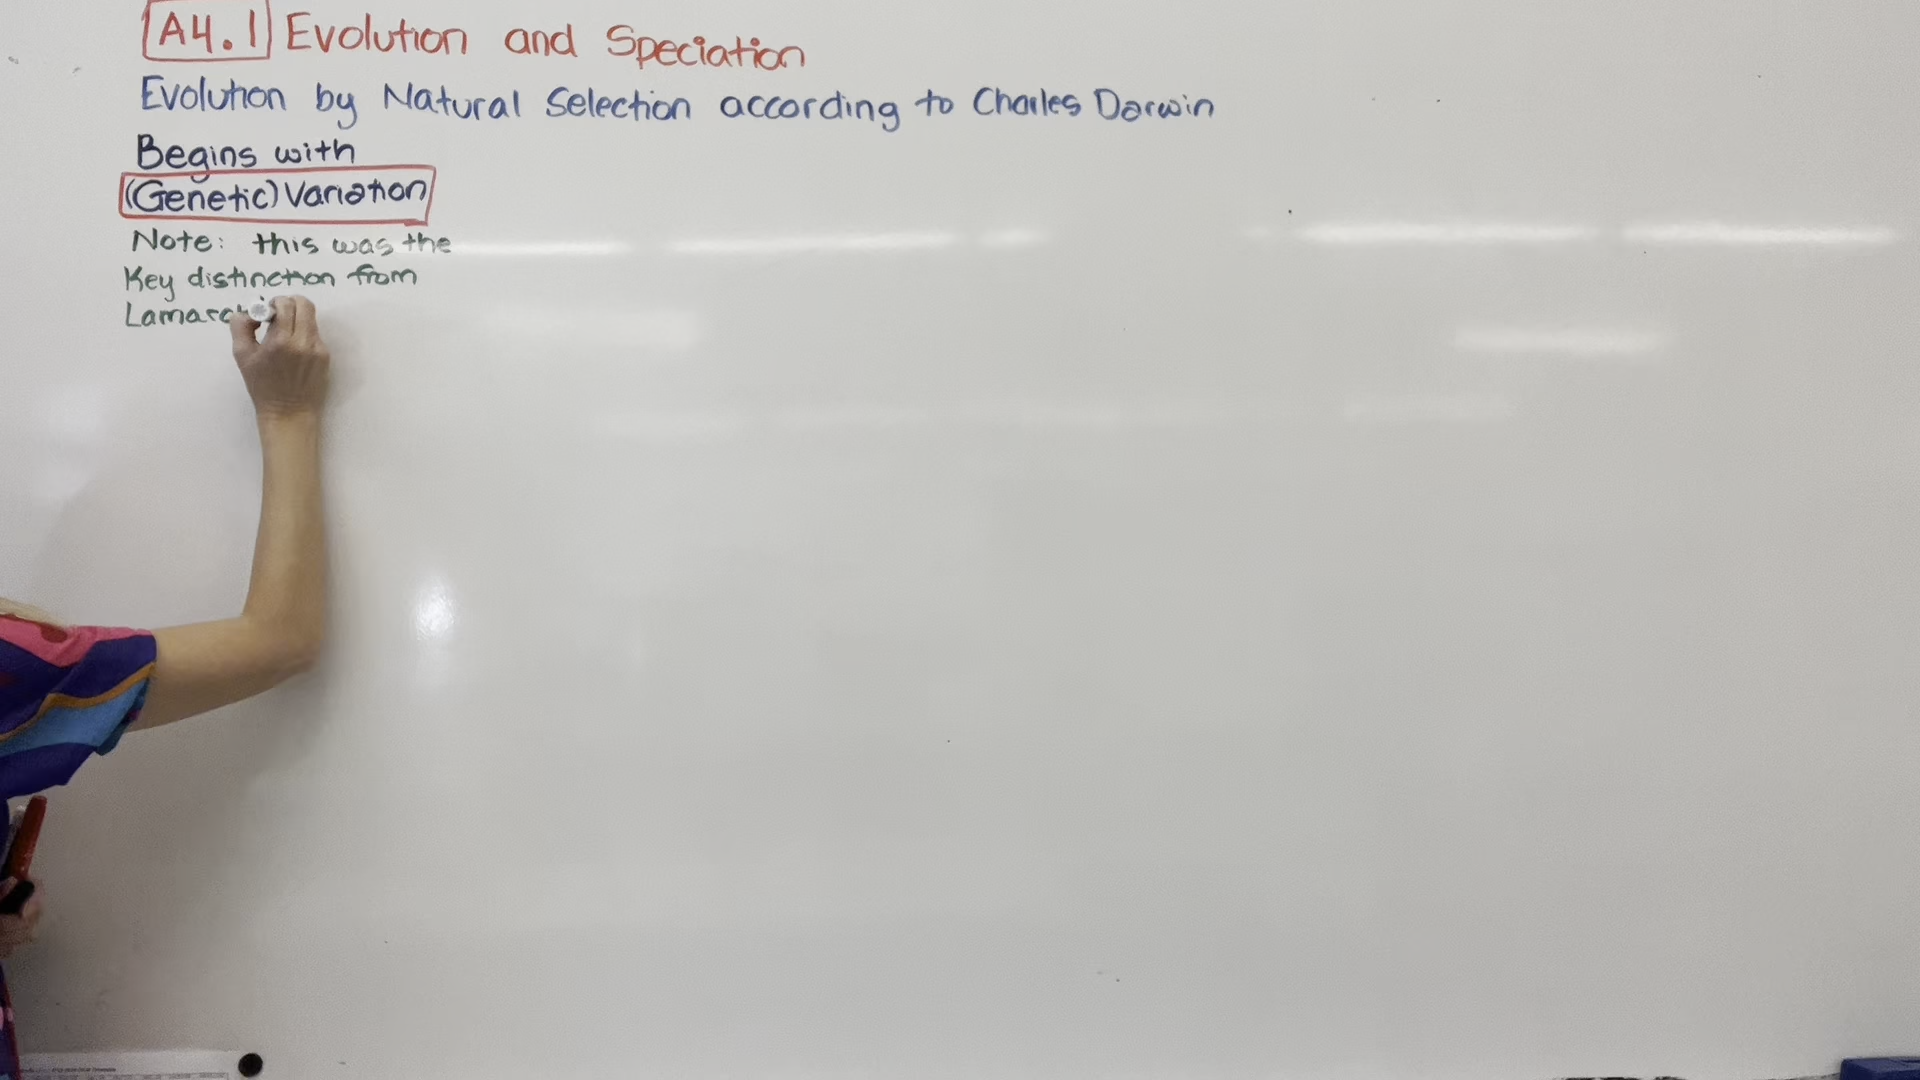 A4.1 Evolution and Speciation
Evolution by Natural Selection according to Charles Darwin
Begins with
(Genetic) Variation
Note: this was the
Key distinction from